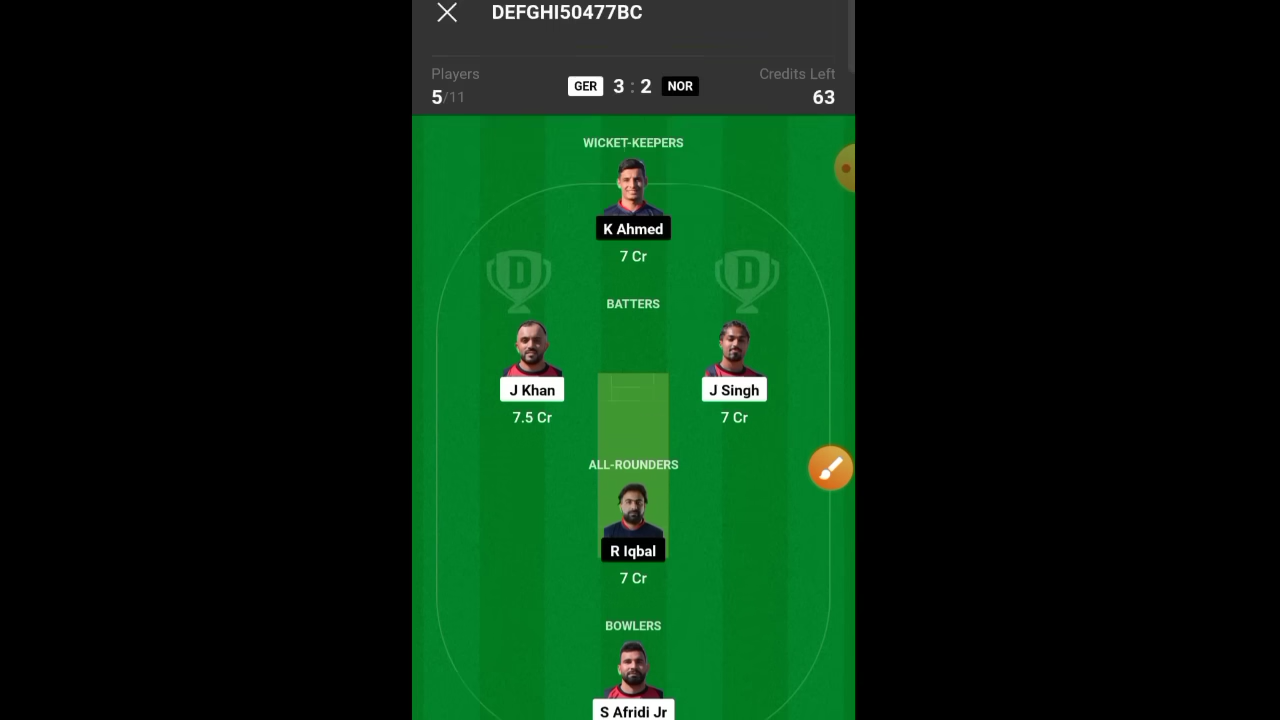 DEFGHI50477BC
Players
Credits Left
5/11
GER 3 : 2 NOR
63
WICKET-KEEPERS
K Ahmed
7 Cr
D D
BATTERS
J Khan
J Singh
7.5 Cr
7 Cr
ALL-ROUNDERS
R Iqbal
7 Cr
BOWLERS
S Afridi Jr